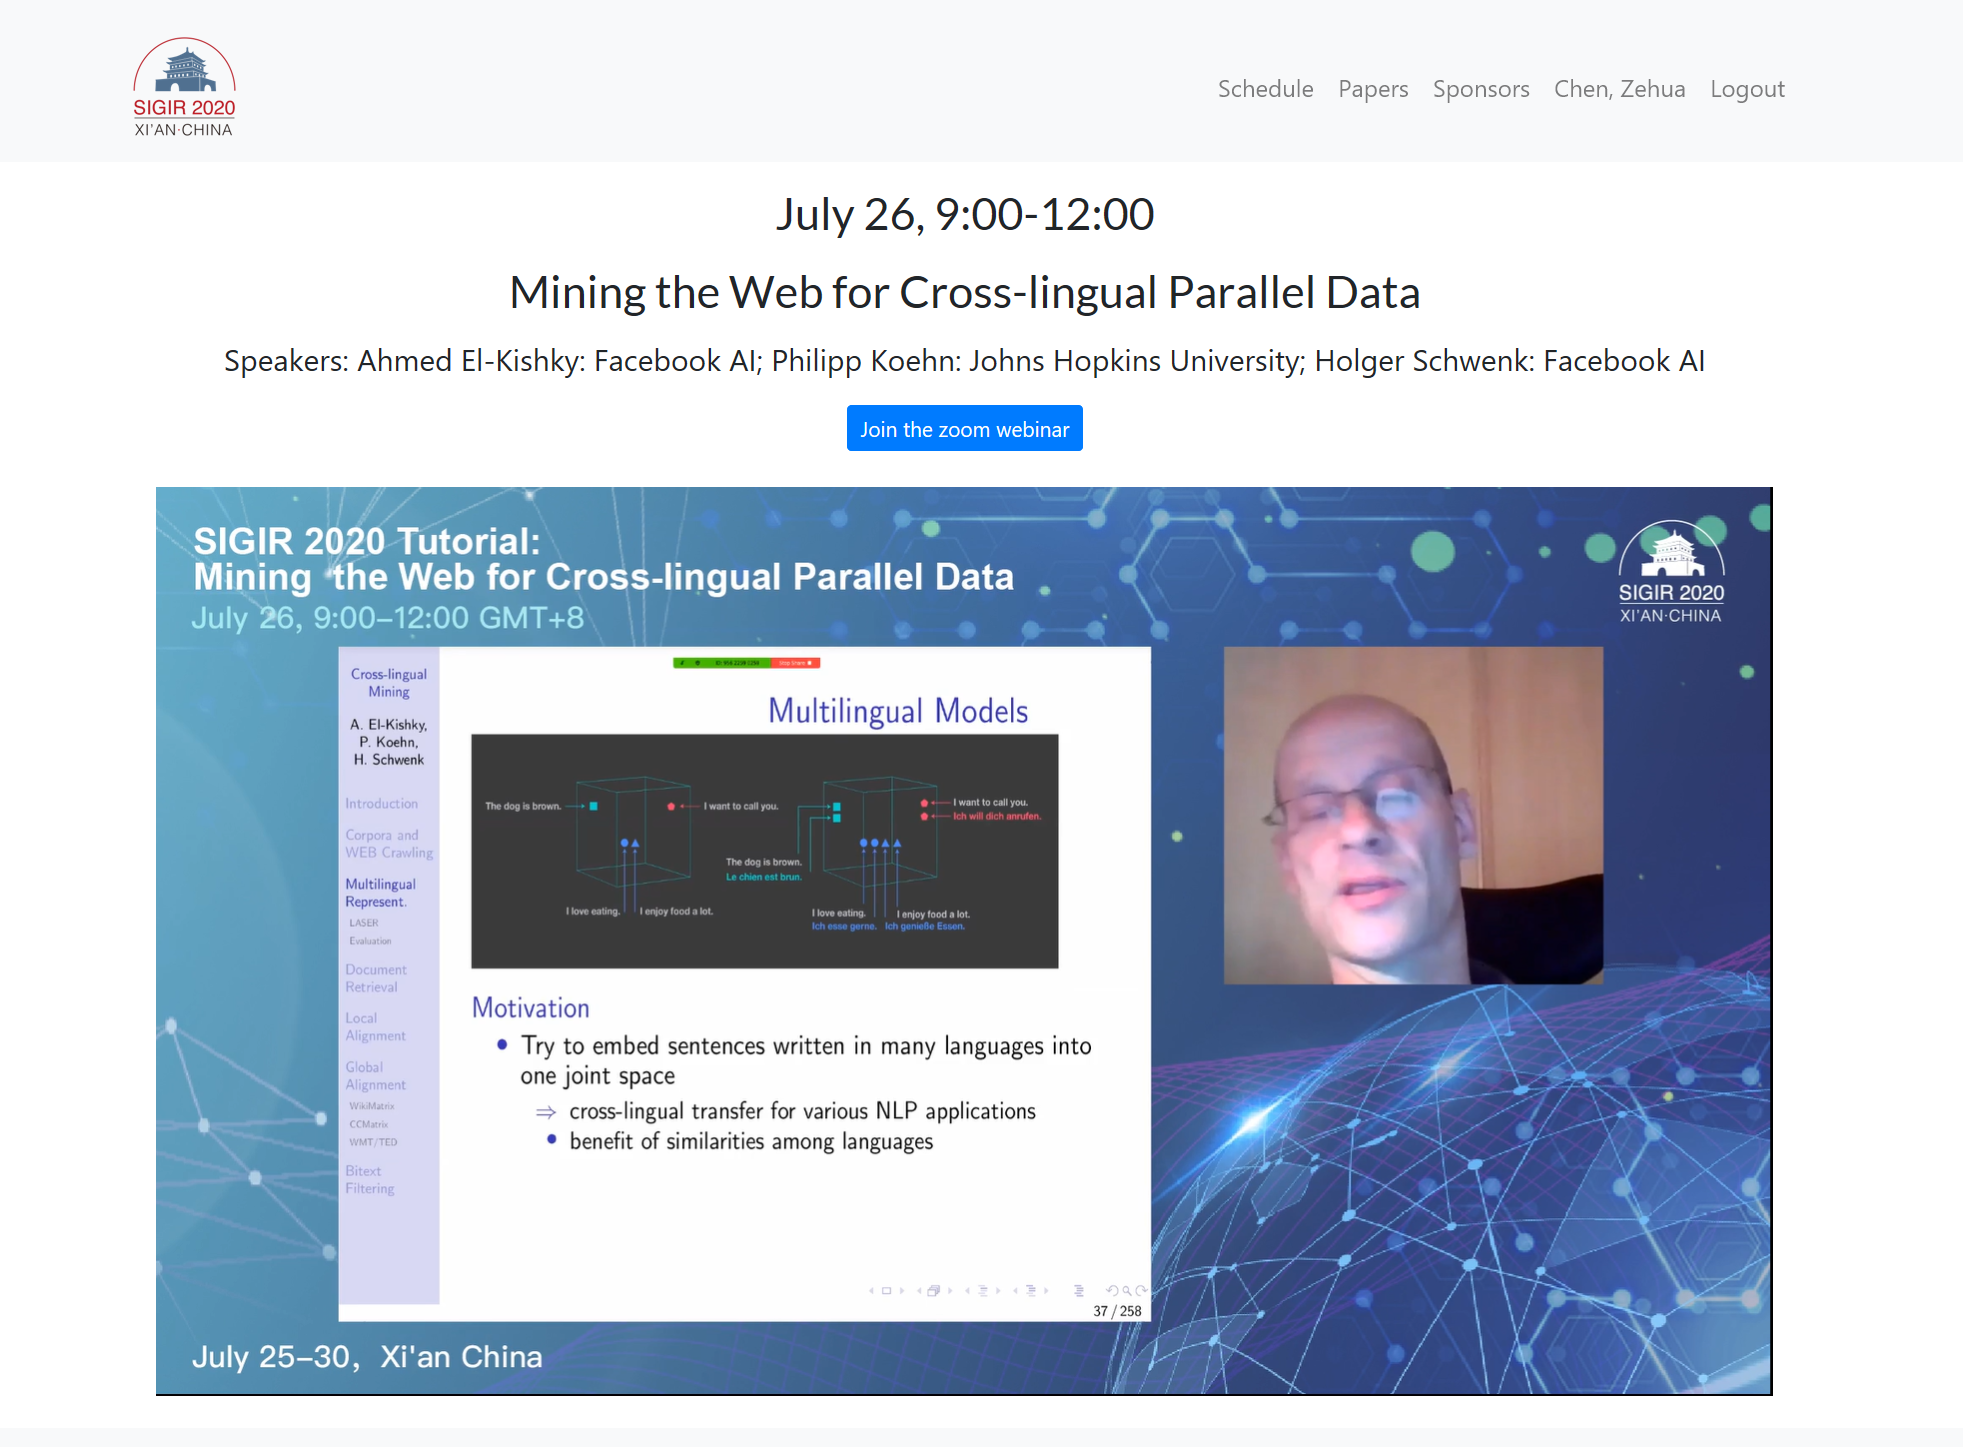 SIGIR 2020
XI'AN·CHINA
Schedule Papers Sponsors Chen, Zehua Logout
July 26, 9:00-12:00
Mining the Web for Cross-lingual Parallel Data
Speakers: Ahmed El-Kishky: Facebook AI; Philipp Koehn: Johns Hopkins University; Holger Schwenk: Facebook AI
Join the zoom webinar
SIGIR 2020 Tutorial:
Mining the Web for Cross-lingual Parallel Data
July 26, 9:00–12:00 GMT+8
SIGIR 2020
XI'AN·CHINA
Cross-lingual
Mining
A. El-Kishky,
P. Koehn,
H. Schwenk
Introduction
Corpora and
WEB Crawling
Multilingual
Represent.
LASER
Evaluation
Document
Retrieval
Local
Alignment
Global
Alignment
WikiMatrix
CCMatrix
WMT/TED
Bitext
Filtering
Multilingual Models
The dog is brown.
I want to call you.
I love eating.
I enjoy food a lot.
I want to call you.
Ich will dich anrufen.
The dog is brown.
Le chien est brun.
I love eating.
Ich esse gerne.
I enjoy food a lot.
Ich genieße Essen.
Motivation
Try to embed sentences written in many languages into
one joint space
⇒ cross-lingual transfer for various NLP applications
benefit of similarities among languages
37 / 258
July 25–30, Xi'an China